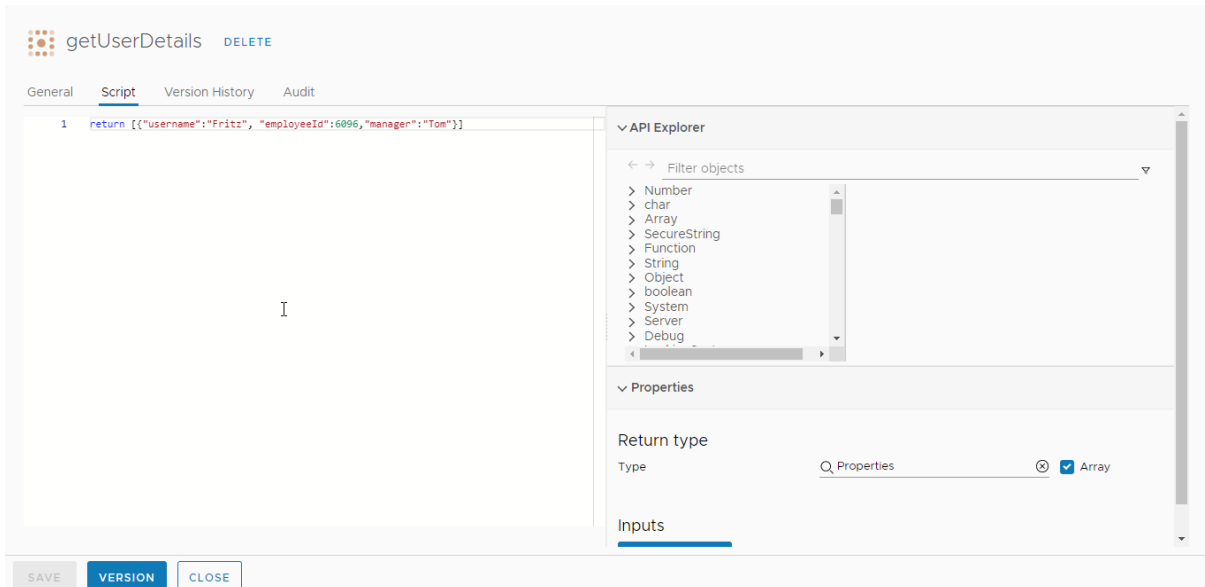 getUserDetails DELETE
General Script Version History Audit
1 return [{"username":"Fritz", "employeeId":6096,"manager":"Tom"}]
API Explorer
Filter objects
Number
char
Array
SecureString
Function
String
Object
boolean
System
Server
Debug
Properties
Return type
Type Properties Array
Inputs
SAVE VERSION CLOSE